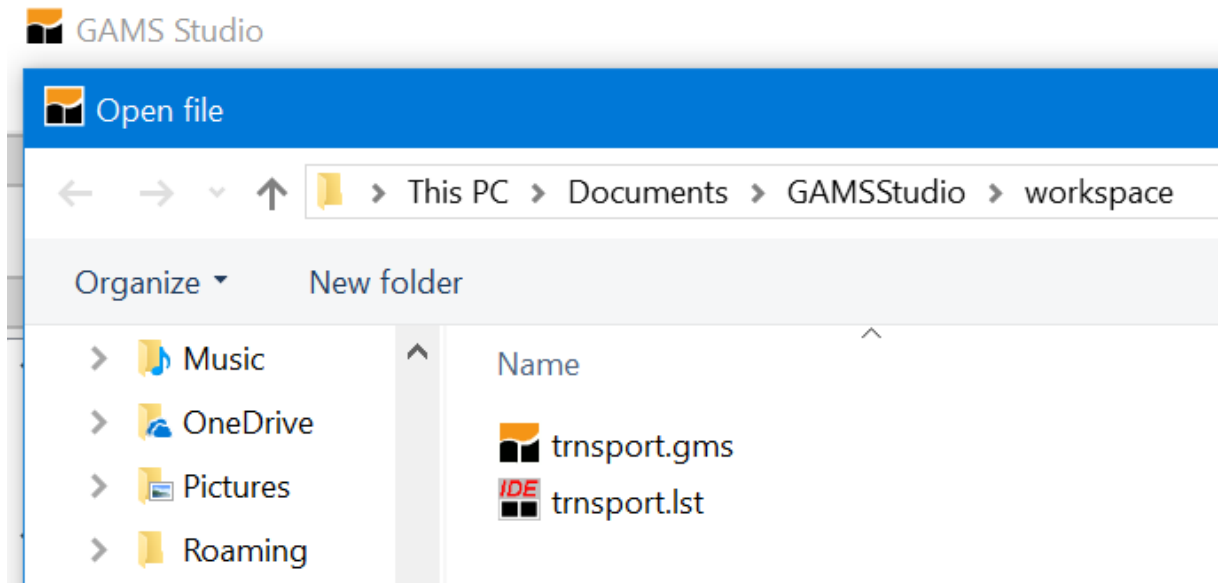 GAMS Studio
Open file
This PC > Documents > GAMSStudio > workspace
Organize New folder
Music
OneDrive
Pictures
Roaming
Name
trnsport.gms
IDE trnsport.lst